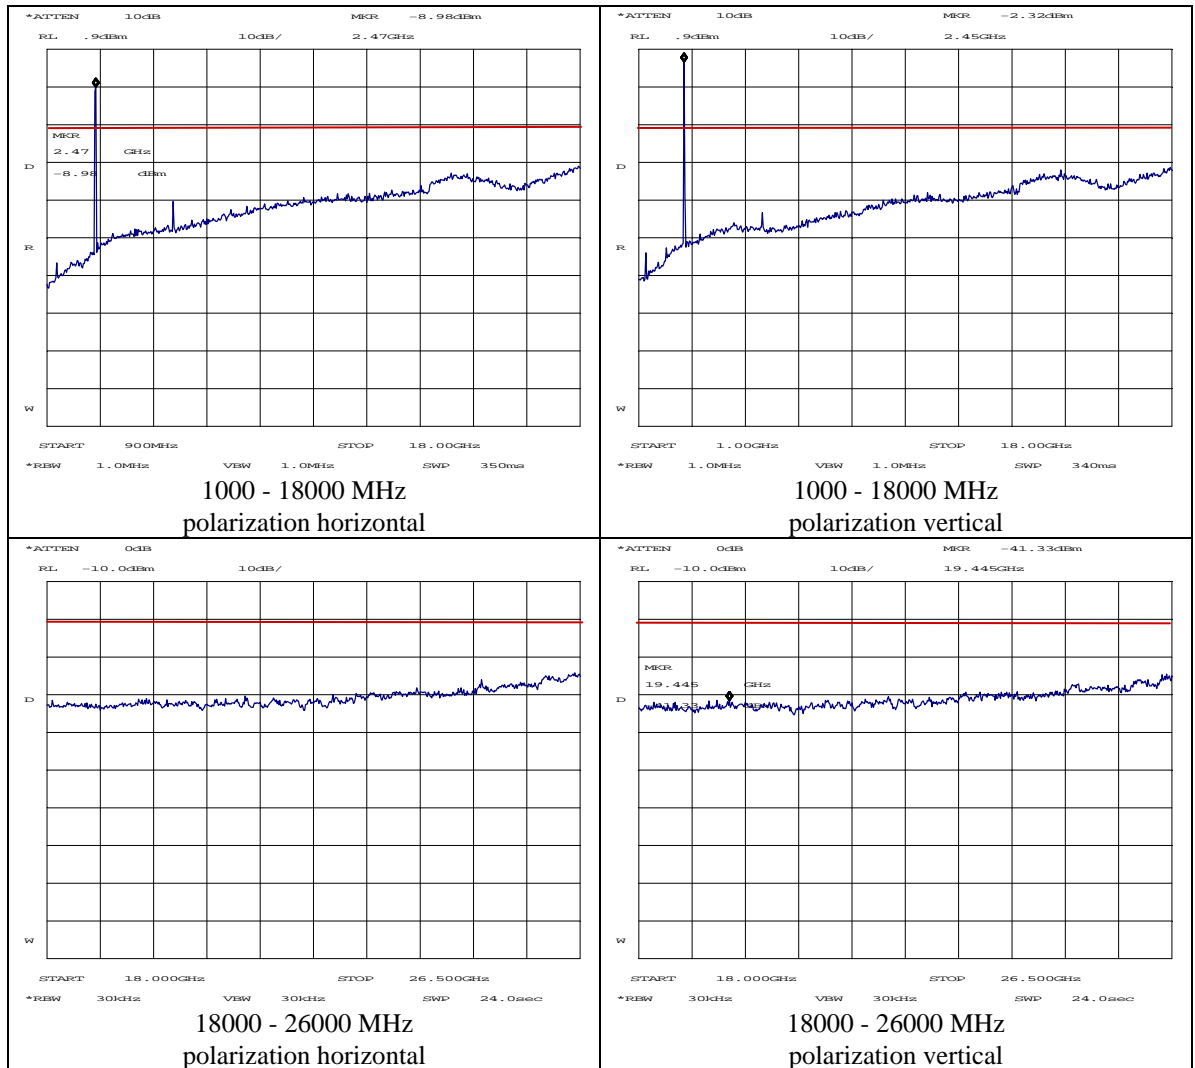 *ATTEN 10dB MKR -8.98dBm
RL .9dBm 10dB/ 2.47GHz
MKR
2.47 GHz
D
-8.98 dBm
R
W
START 900MHz STOP 18.00GHz
*RBW 1.0MHz VBW 1.0MHz SWP 350ms
1000 - 18000 MHz
polarization horizontal
*ATTEN 10dB MKR -2.32dBm
RL .9dBm 10dB/ 2.45GHz
D
R
W
START 1.00GHz STOP 18.00GHz
*RBW 1.0MHz VBW 1.0MHz SWP 340ms
1000 - 18000 MHz
polarization vertical
*ATTEN 0dB
RL -10.0dBm 10dB/
D
W
START 18.000GHz STOP 26.500GHz
*RBW 30kHz VBW 30kHz SWP 24.0sec
18000 - 26000 MHz
polarization horizontal
*ATTEN 0dB MKR -41.33dBm
RL -10.0dBm 10dB/ 19.445GHz
MKR
19.445 GHz
D
W
START 18.000GHz STOP 26.500GHz
*RBW 30kHz VBW 30kHz SWP 24.0sec
18000 - 26000 MHz
polarization vertical